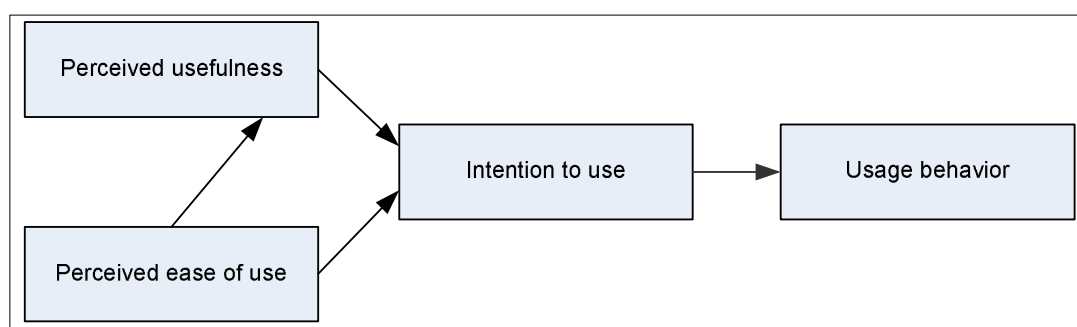 Perceived usefulness
Intention to use
Usage behavior
Perceived ease of use